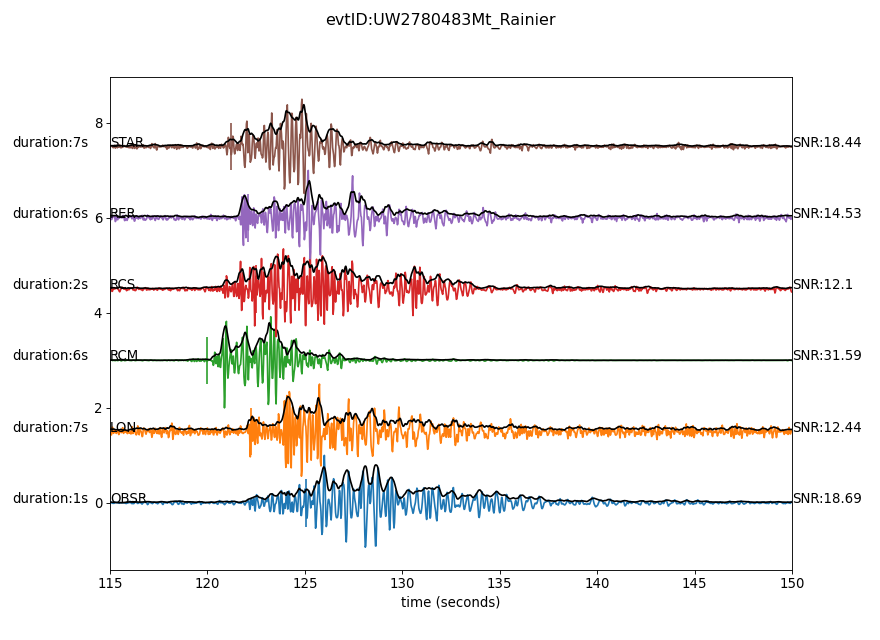 evtID:UW2780483Mt_Rainier
8
duration:7s STAR SNR:18.44
duration:6s RER SNR:14.53
6
duration:2s RCS SNR:12.1
4
duration:6s RCM SNR:31.59
2
duration:7s LON SNR:12.44
duration:1s OBSR SNR:18.69
0
115 120 125 130 135 140 145 150
time (seconds)